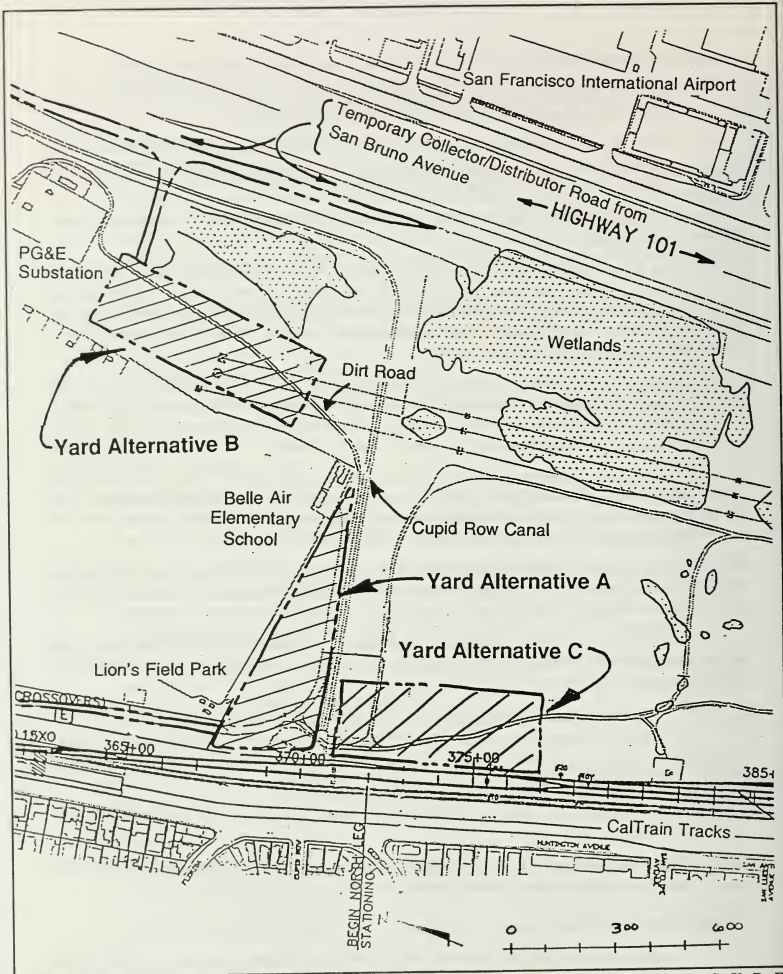 San Francisco International Airport
Temporary Collector/Distributor Road from
San Bruno Avenue
HIGHWAY 101
PG&E
Substation
Wetlands
Dirt Road
Yard Alternative B
Belle Air
Elementary
School
Cupid Row Canal
Yard Alternative A
Yard Alternative C
Lion's Field Park
CROSSOVERS)
E
15XO
365+00
370+00
375+00
385+
CalTrain Tracks
HUNTINGTON AVENUE
BEGIN NORTH LEG
STATIONING
N
0 300 600